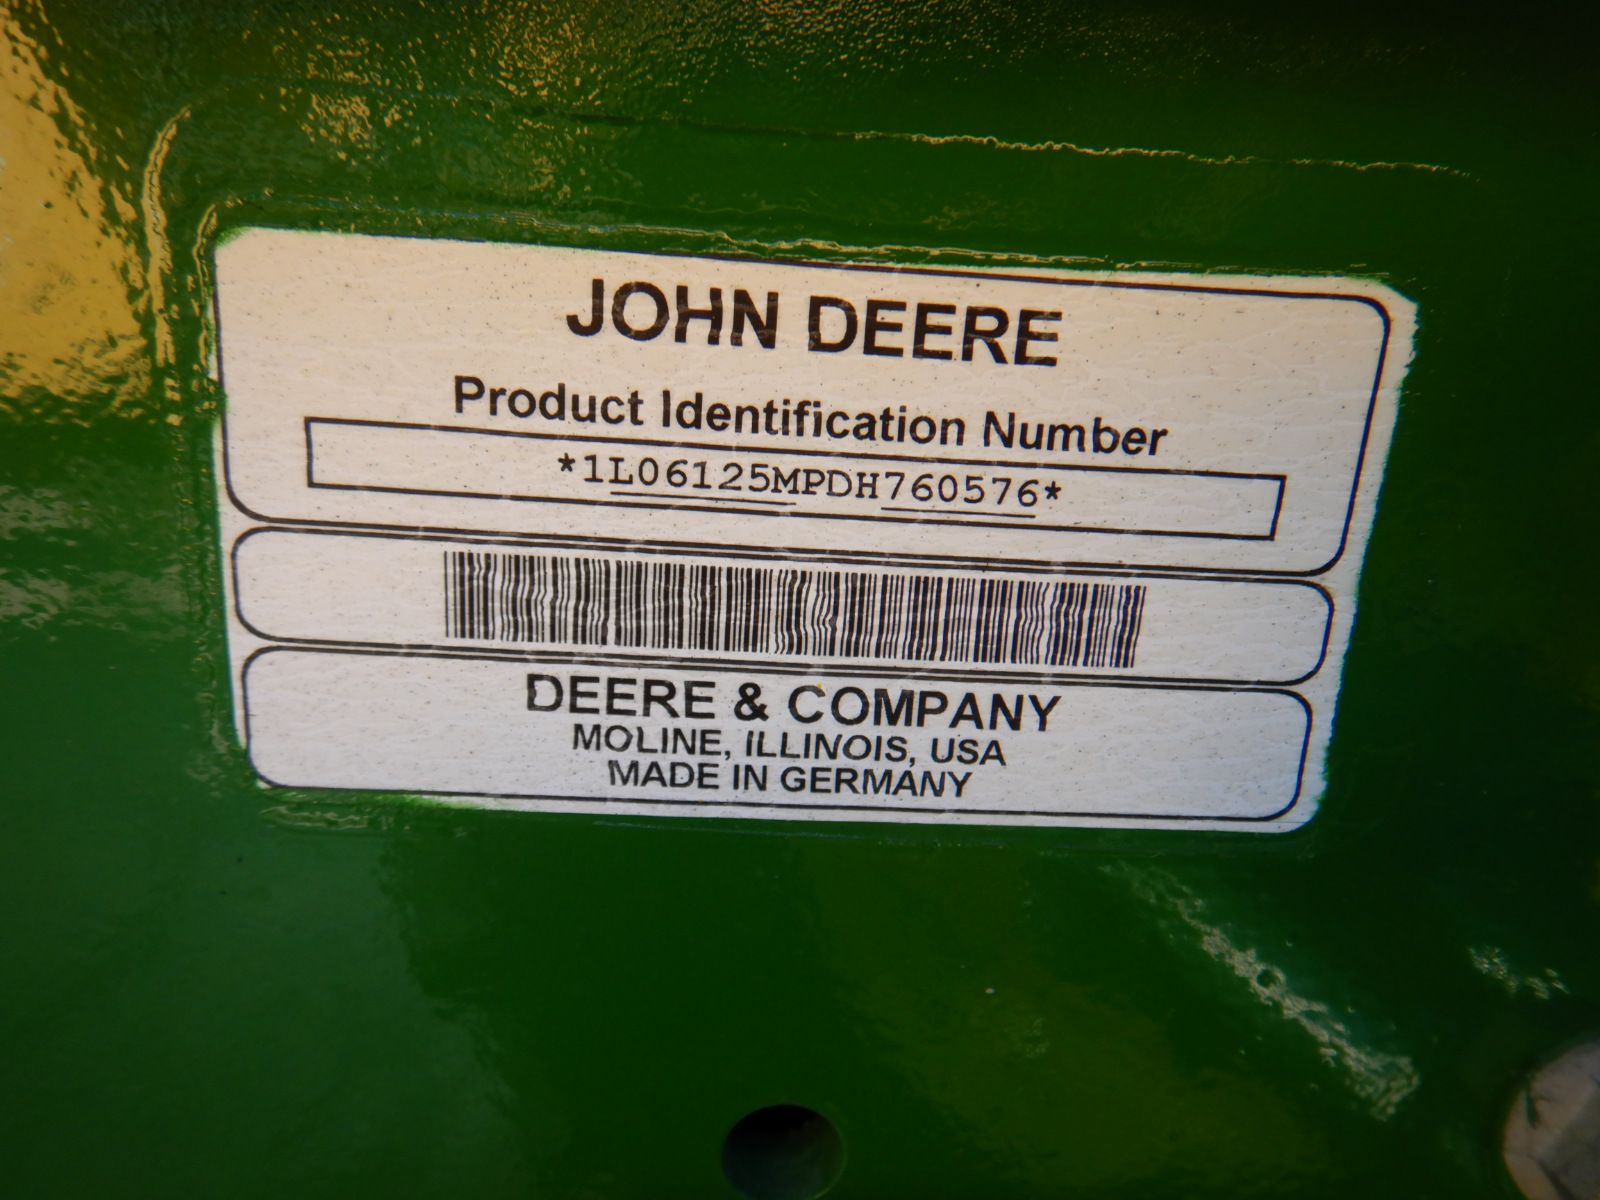 JOHN DEERE
Product Identification Number
*1L06125MPDH760576*
DEERE & COMPANY
MOLINE, ILLINOIS, USA
MADE IN GERMANY